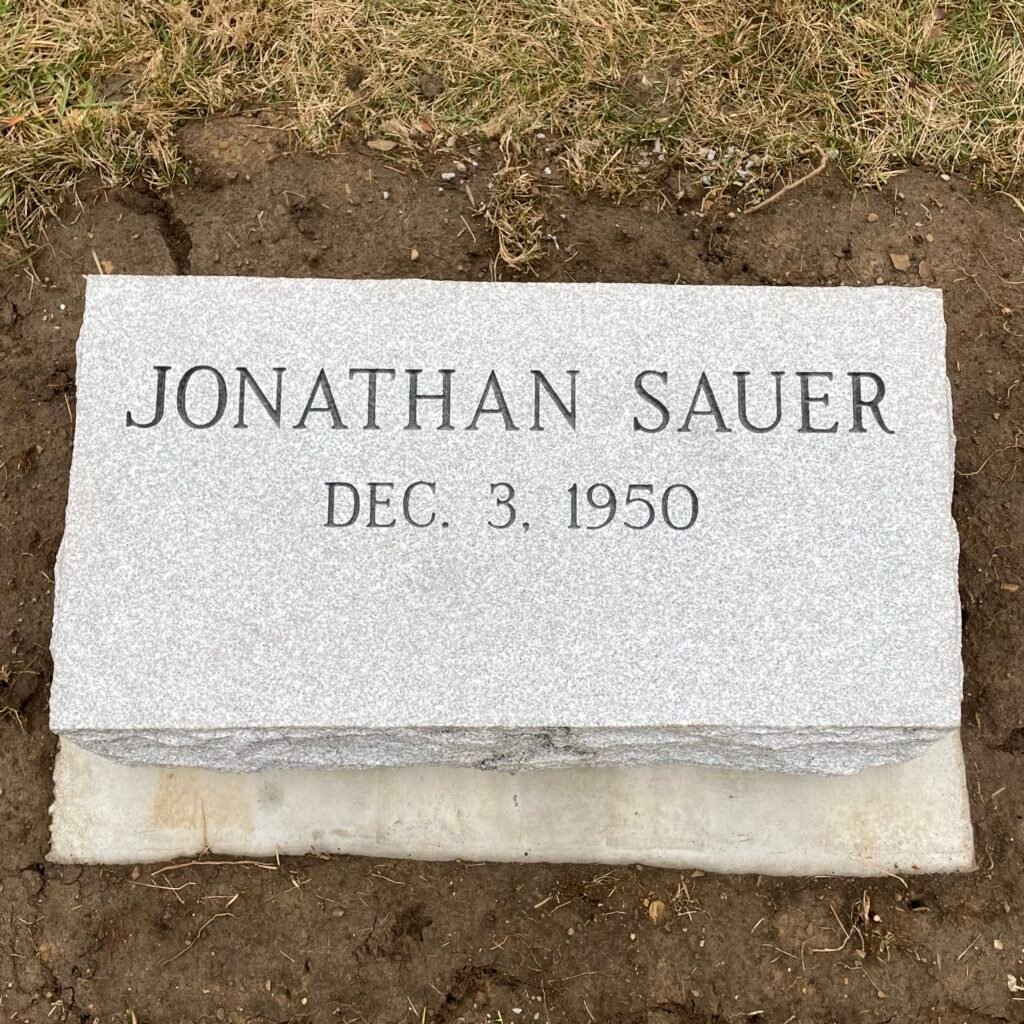 JONATHAN SAUER
DEC. 3, 1950